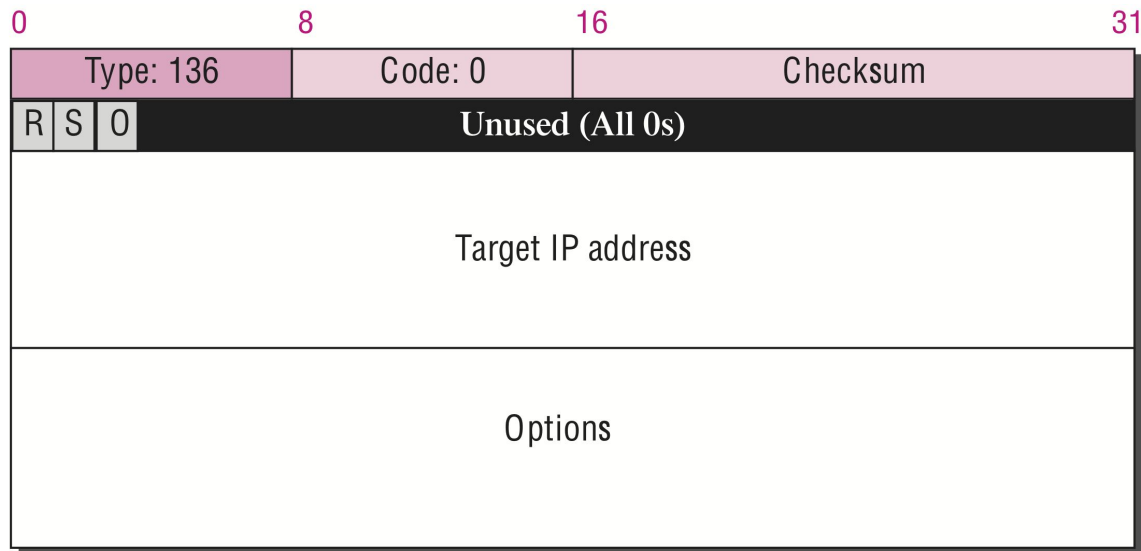 0 8 16 31
Type: 136 Code: 0 Checksum
R S O Unused (All 0s)
Target IP address
Options